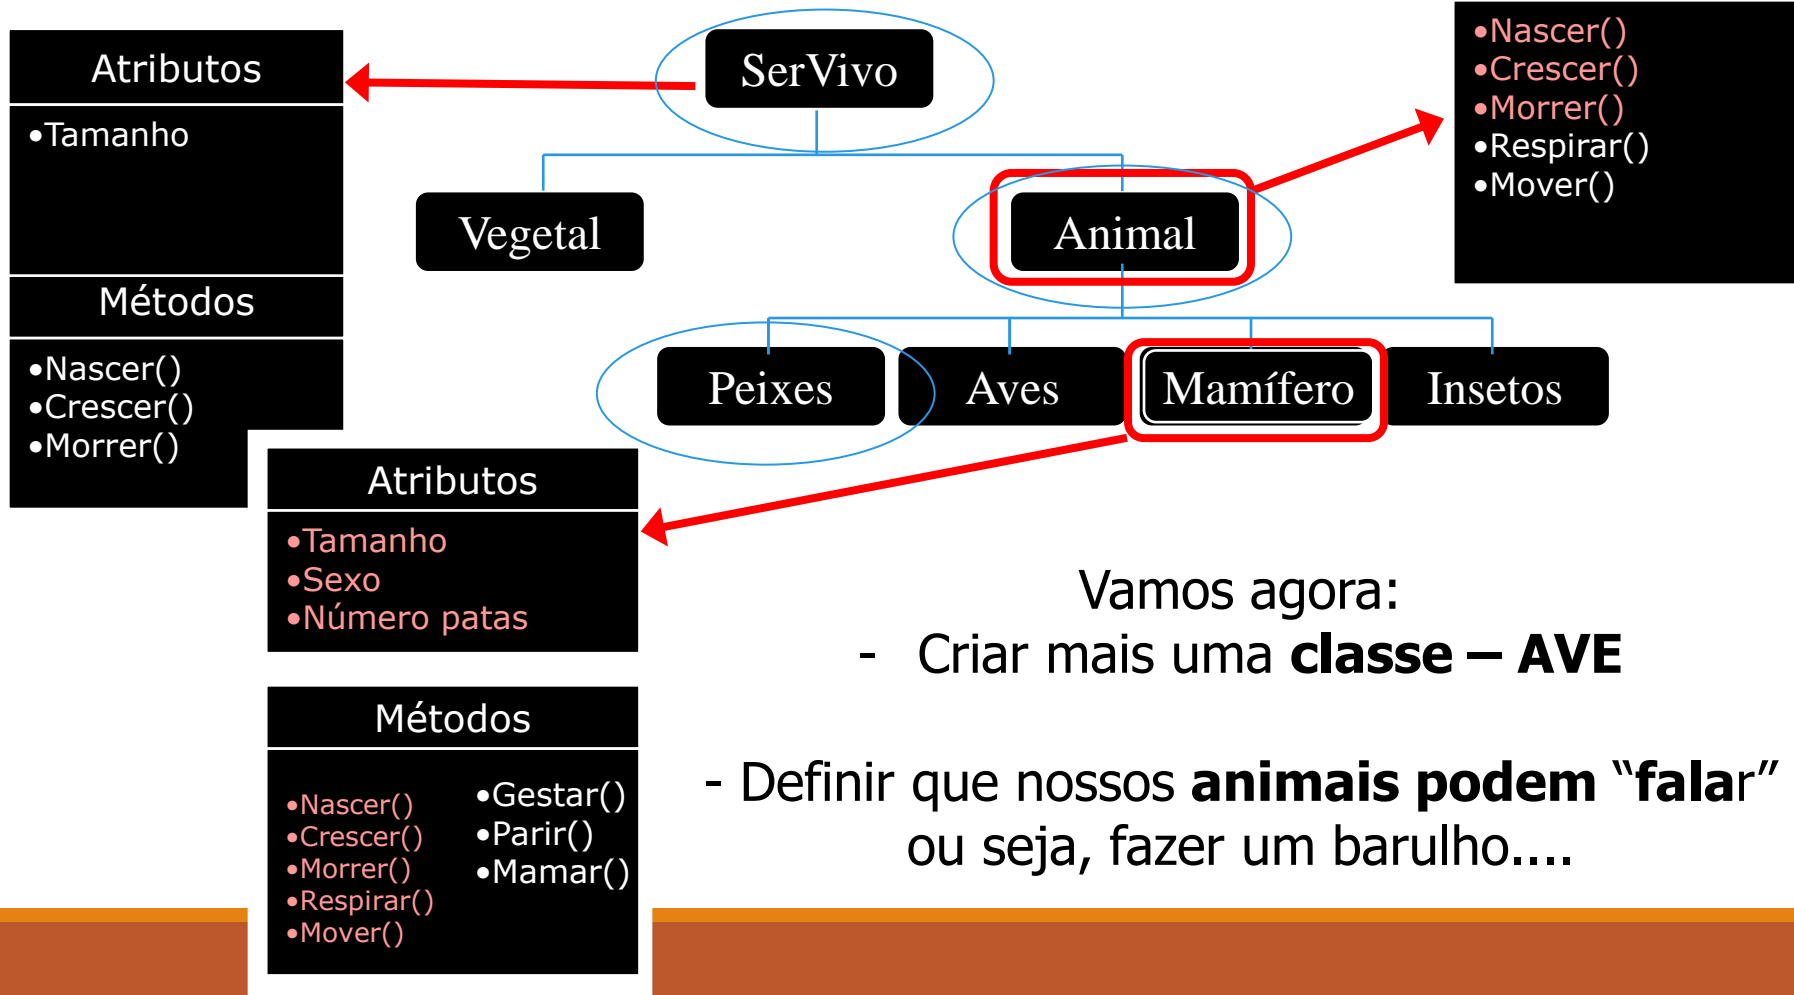 Atributos
•Tamanho
Métodos
•Nascer()
•Crescer()
•Morrer()
SerVivo
Vegetal
Animal
•Nascer()
•Crescer()
•Morrer()
•Respirar()
•Mover()
Peixes
Aves
Mamífero
Insetos
Atributos
•Tamanho
•Sexo
•Número patas
Métodos
•Nascer()
•Crescer()
•Morrer()
•Respirar()
•Mover()
•Gestar()
•Parir()
•Mamar()
Vamos agora:
- Criar mais uma classe – AVE
- Definir que nossos animais podem “falar”
ou seja, fazer um barulho....